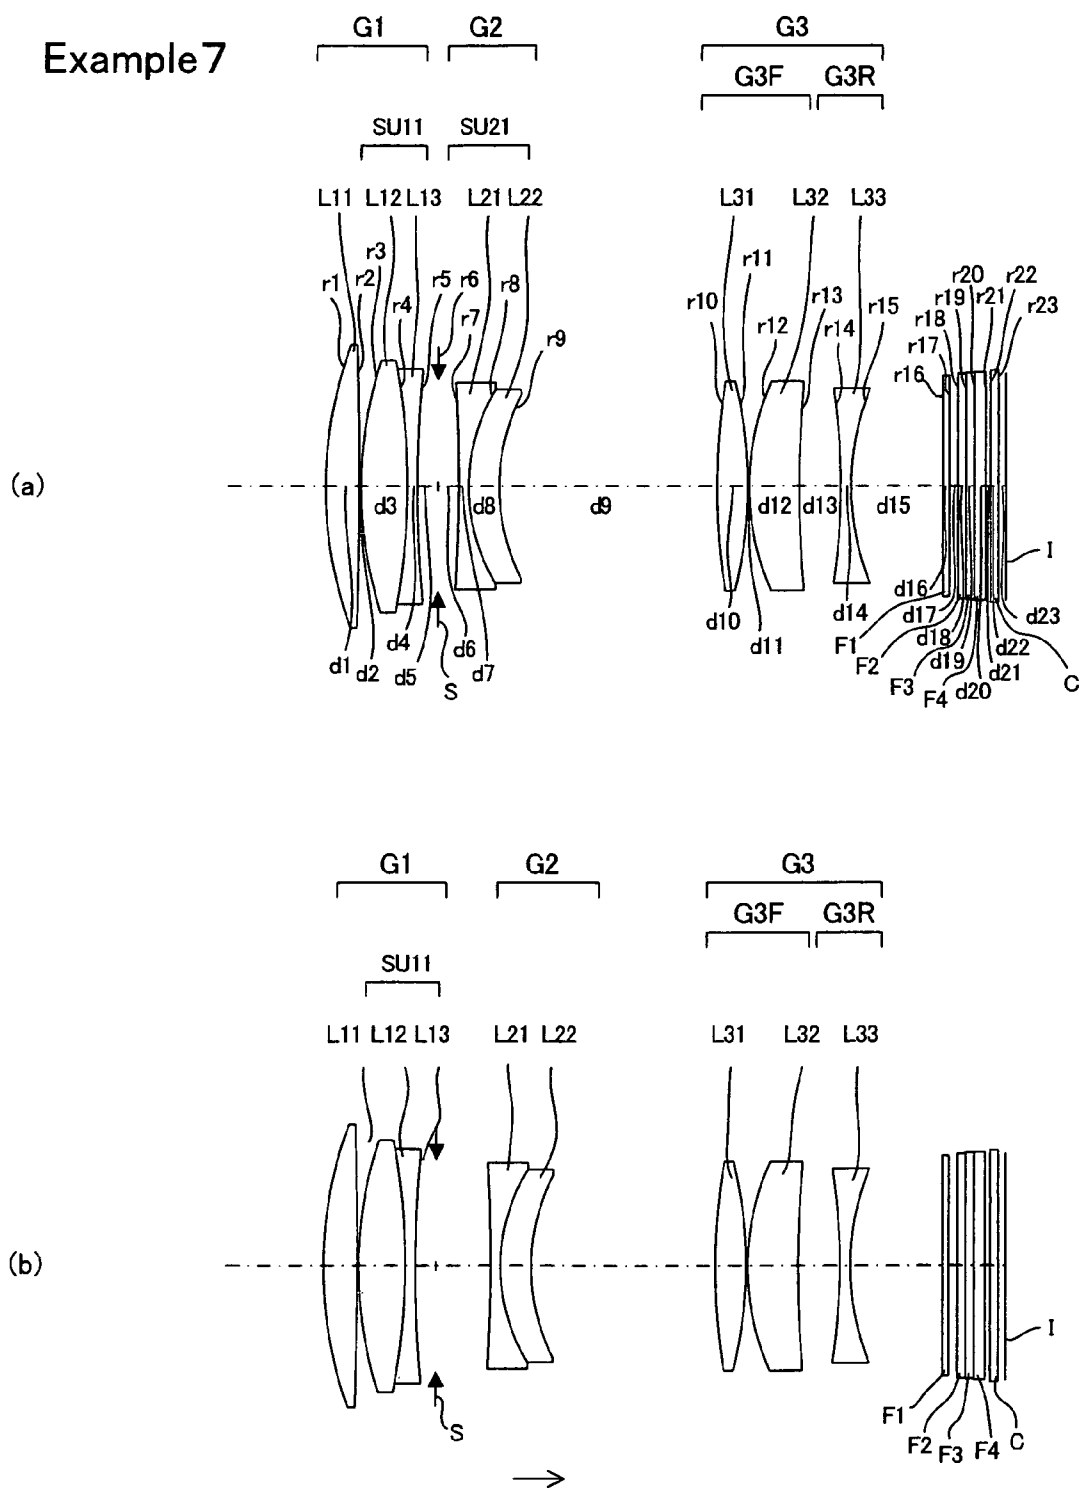 Example7
G1 G2 G3
G3F G3R
SU11 SU21
L11 L12 L13 L21 L22 L31 L32 L33
r1 r2 r3 r4 r5 r6 r7 r8 r9 r10 r11 r12 r13 r14 r15 r16 r17 r18 r19 r20 r21 r22 r23
(a)
d3 d8 d9 d12 d13 d15
I
d1 d2 d4 d5 d6 d7 d10 d11 d14 d16 d17 d18 d19 d20 d21 d22 d23
S F1 F2 F3 F4 C
G1 G2 G3
G3F G3R
SU11
L11 L12 L13 L21 L22 L31 L32 L33
(b)
I
S F1 F2 F3 F4 C